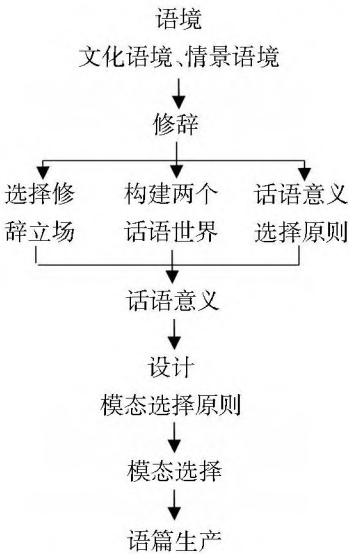 语境
文化语境、情景语境
修辞
选择修 构建两个 话语意义
辞立场 话语世界 选择原则
话语意义
设计
模态选择原则
模态选择
语篇生产